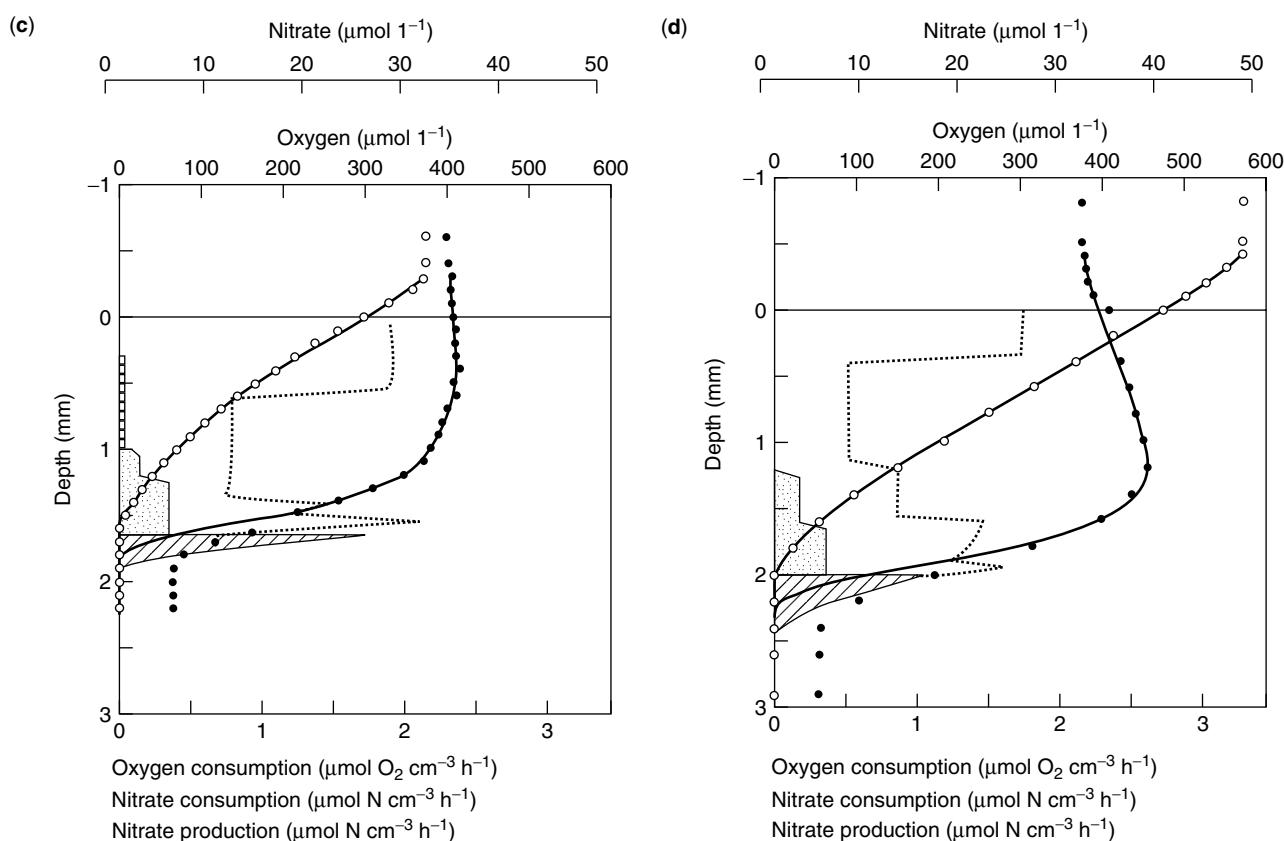 (c)
Nitrate (μmol 1⁻¹)
0 10 20 30 40 50
Oxygen (μmol 1⁻¹)
0 100 200 300 400 500 600
−1
0
1
2
3
Depth (mm)
0 1 2 3
Oxygen consumption (μmol O₂ cm⁻³ h⁻¹)
Nitrate consumption (μmol N cm⁻³ h⁻¹)
Nitrate production (μmol N cm⁻³ h⁻¹)
(d)
Nitrate (μmol 1⁻¹)
0 10 20 30 40 50
Oxygen (μmol 1⁻¹)
0 100 200 300 400 500 600
−1
0
1
2
3
Depth (mm)
0 1 2 3
Oxygen consumption (μmol O₂ cm⁻³ h⁻¹)
Nitrate consumption (μmol N cm⁻³ h⁻¹)
Nitrate production (μmol N cm⁻³ h⁻¹)